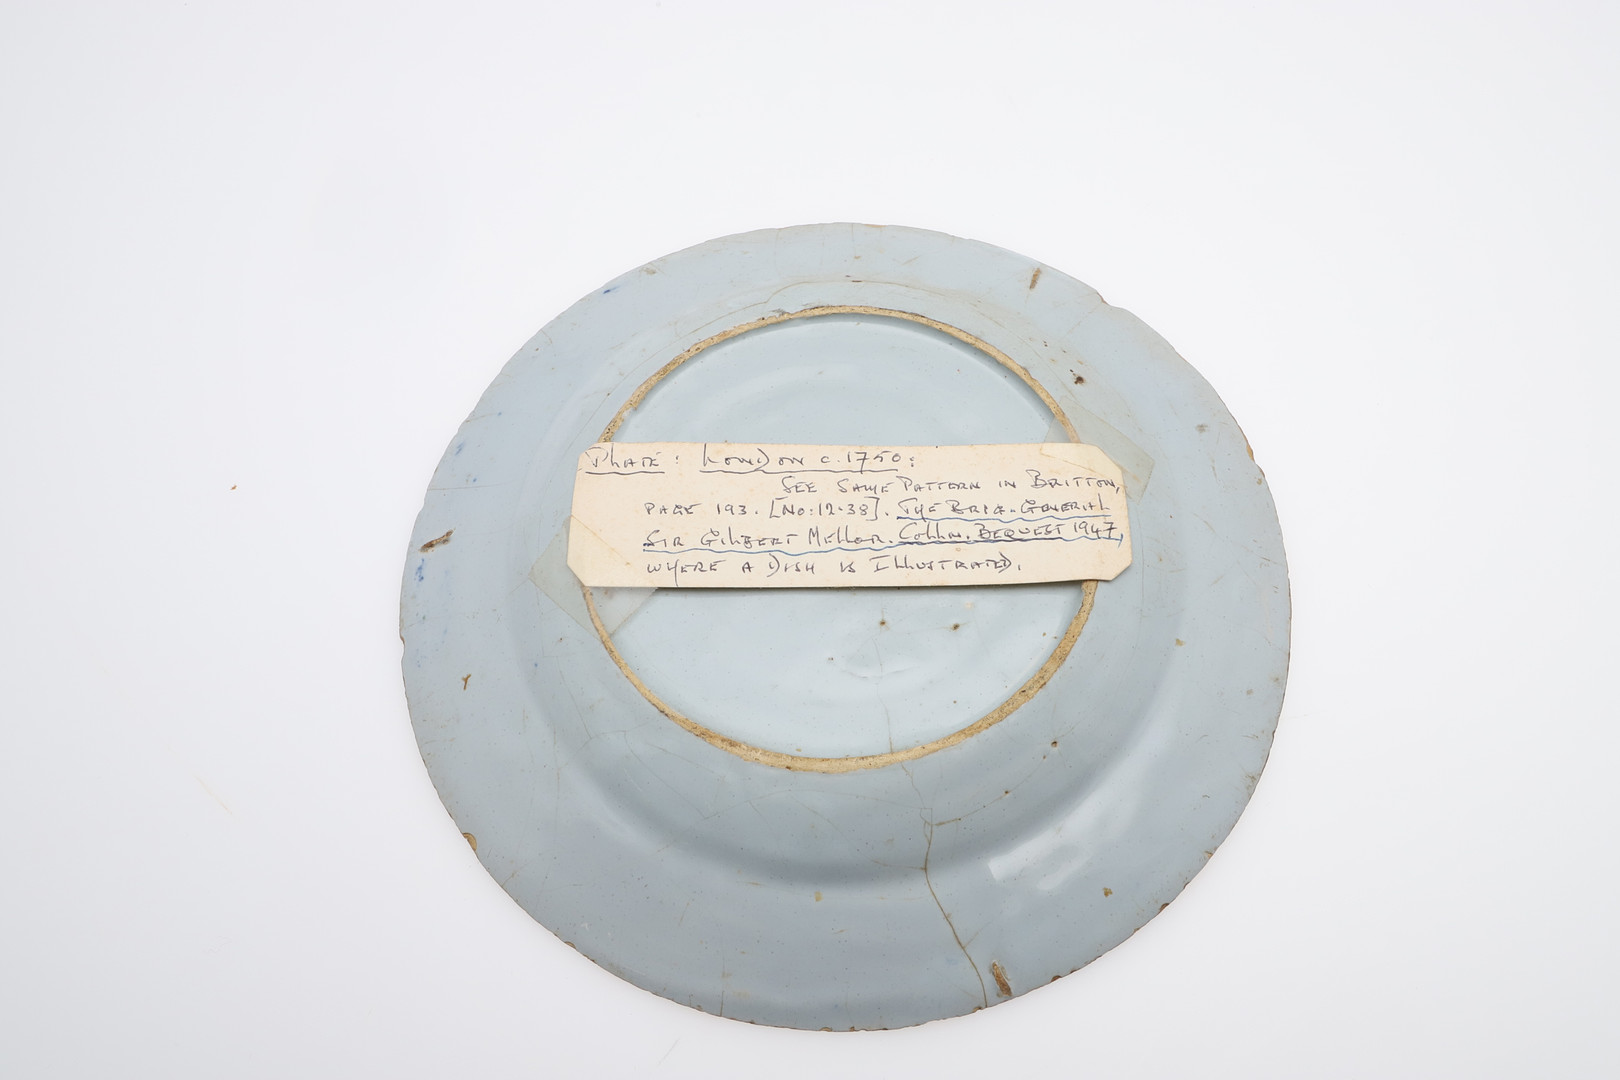 PLATE: LONDON c.1750:
SEE SAME PATTERN IN BRITTON,
PAGE 193. [NO:12.38]. THE BRIG-GENERAL
SIR GILBERT MELLOR. COLLN. BEQUEST 1947,
WHERE A DISH IS ILLUSTRATED.